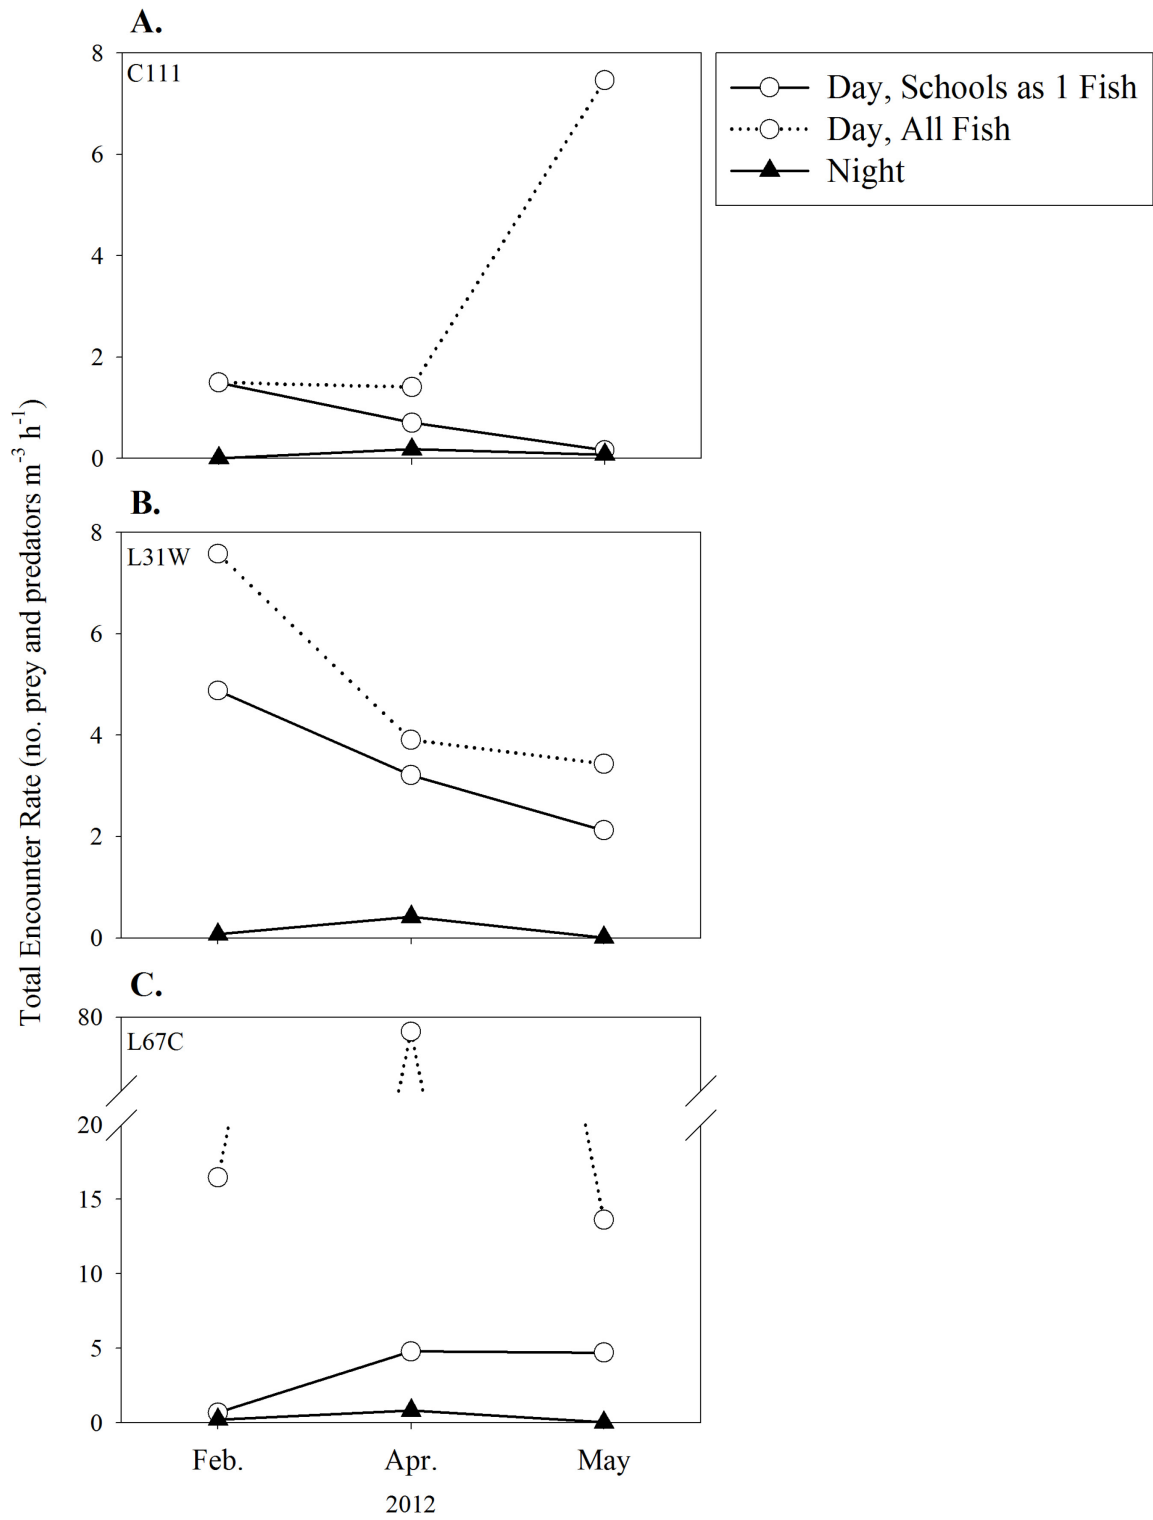 A.
C111
8
6
4
2
0
Day, Schools as 1 Fish
Day, All Fish
Night
B.
L31W
8
6
4
2
0
C.
L67C
80
20
15
10
5
0
Feb. Apr. May
2012
Total Encounter Rate (no. prey and predators m⁻³ h⁻¹)